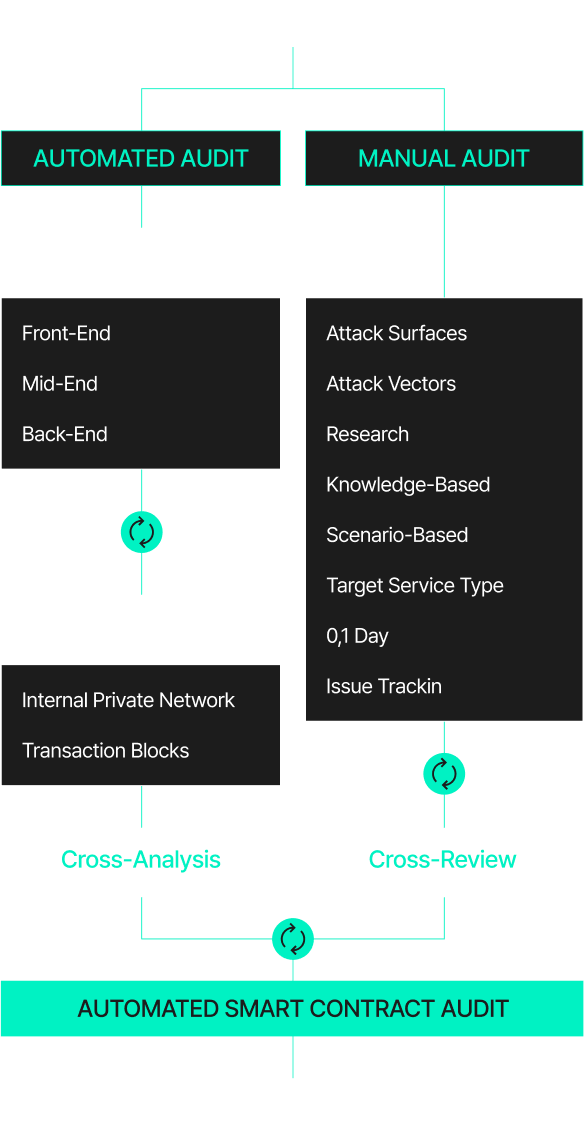 AUTOMATED AUDIT
MANUAL AUDIT
Front-End
Mid-End
Back-End
Internal Private Network
Transaction Blocks
Cross-Analysis
Attack Surfaces
Attack Vectors
Research
Knowledge-Based
Scenario-Based
Target Service Type
0,1 Day
Issue Trackin
Cross-Review
AUTOMATED SMART CONTRACT AUDIT